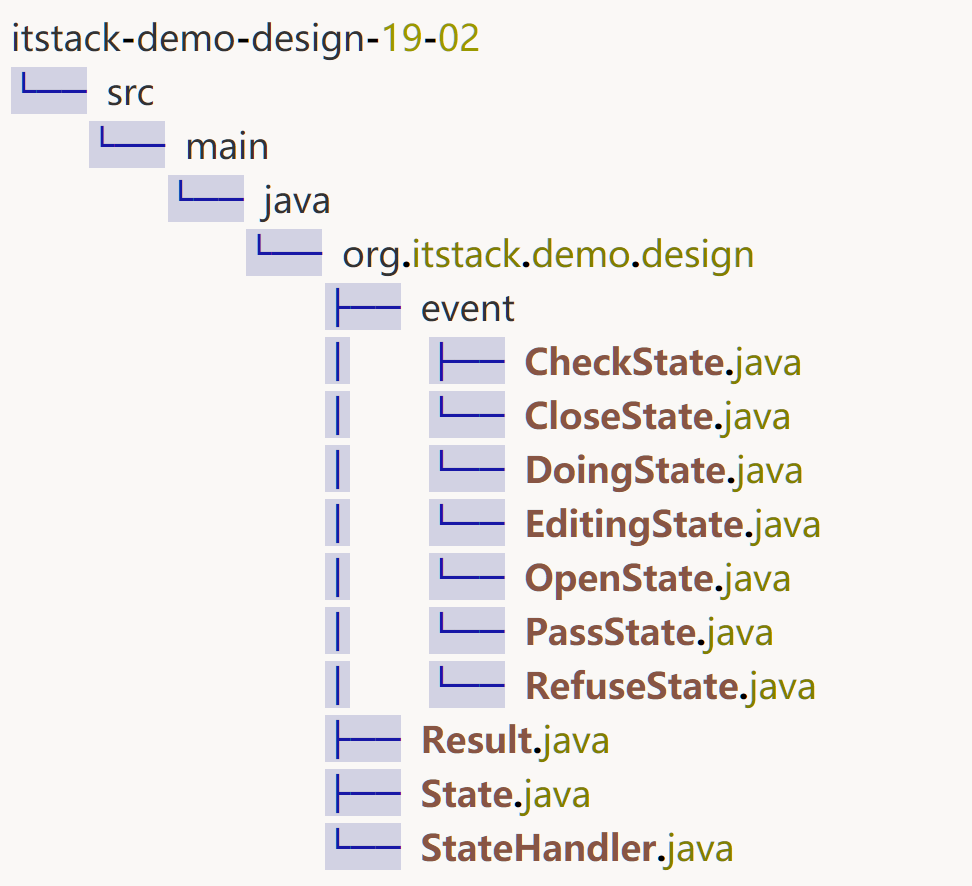 itstack-demo-design-19-02
└── src
    └── main
        └── java
            └── org.itstack.demo.design
                ├── event
                │    ├── CheckState.java
                │    └── CloseState.java
                │    └── DoingState.java
                │    └── EditingState.java
                │    └── OpenState.java
                │    └── PassState.java
                │    └── RefuseState.java
                ├── Result.java
                ├── State.java
                └── StateHandler.java